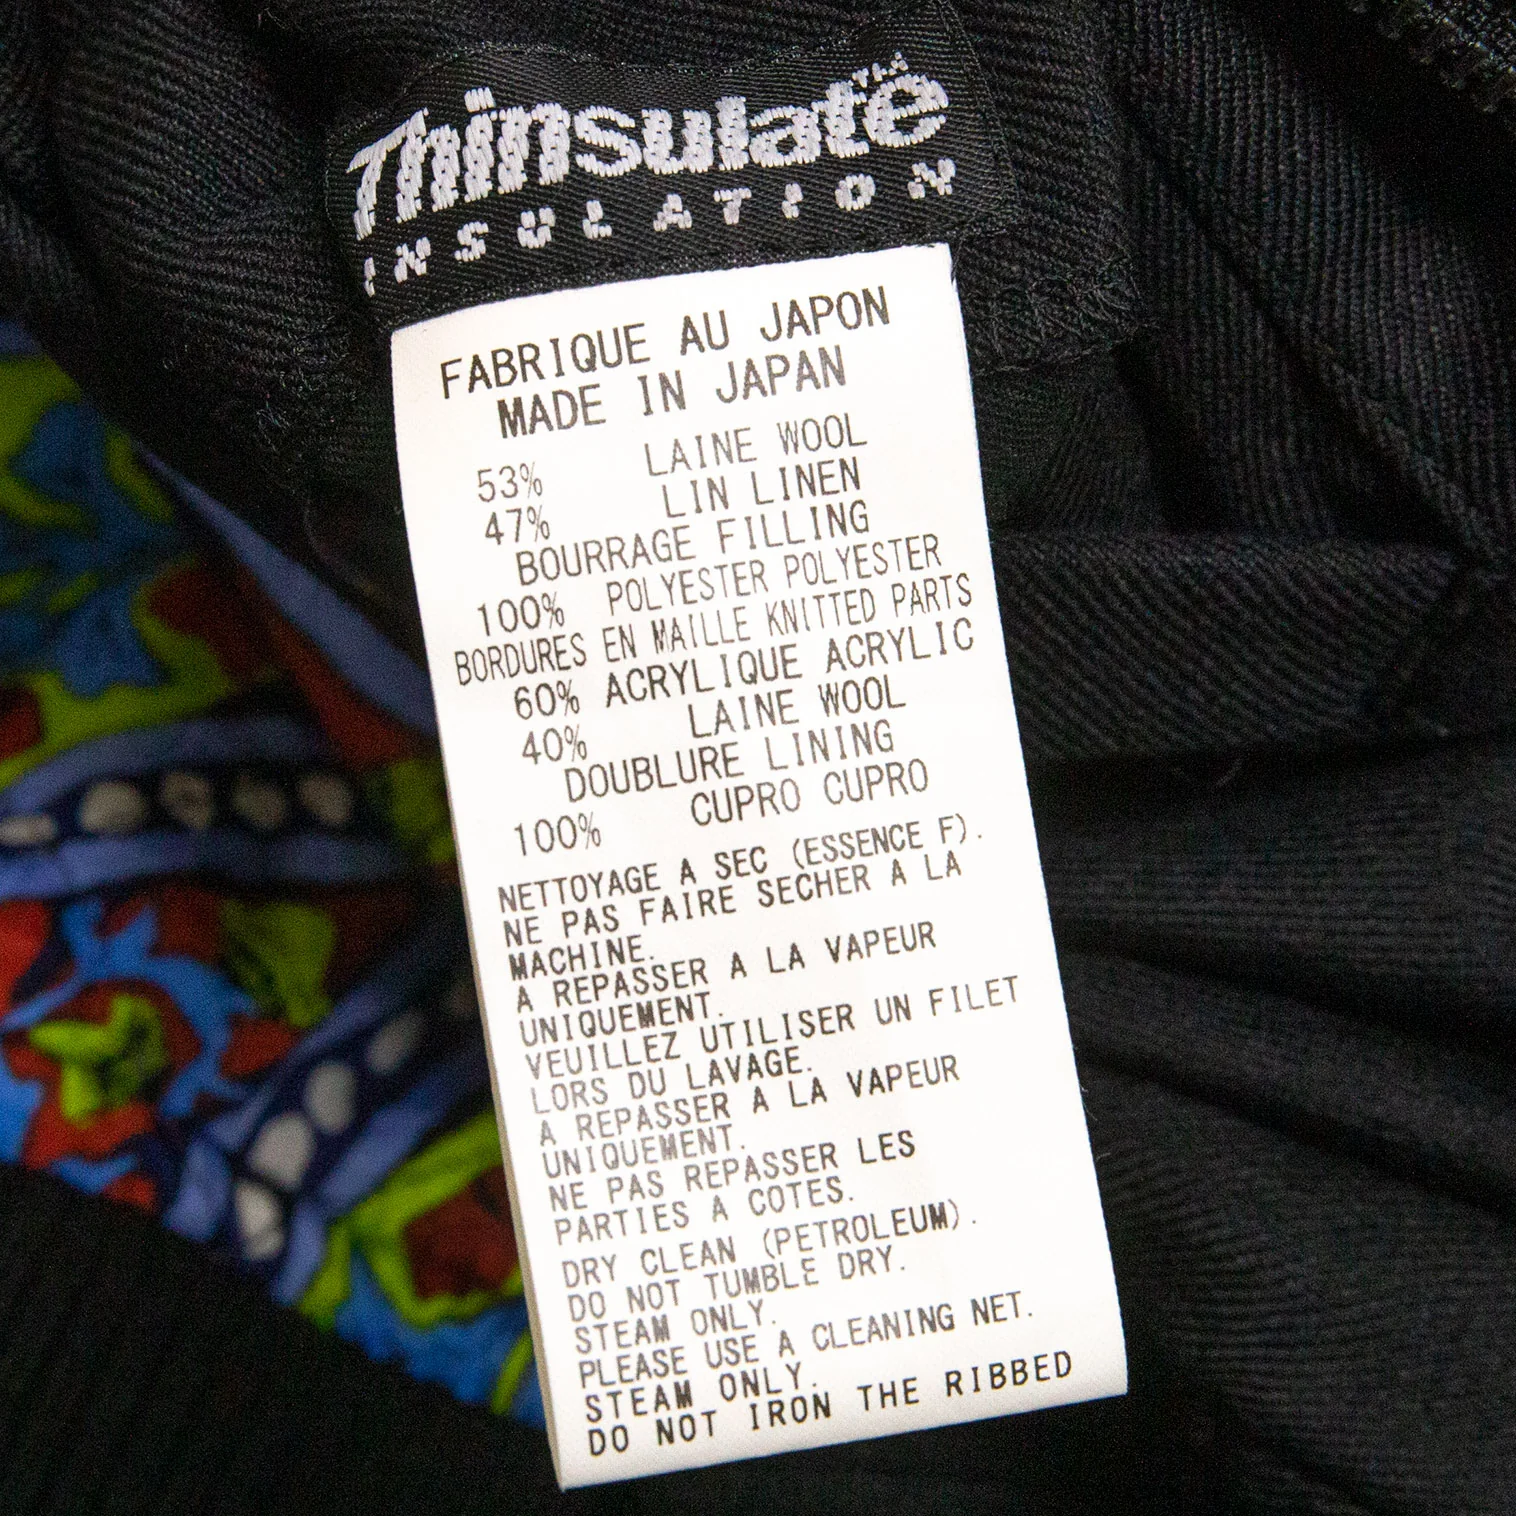 Thinsulate™
INSULATION
FABRIQUE AU JAPON
MADE IN JAPAN
53% LAINE WOOL
47% LIN LINEN
BOURRAGE FILLING
100% POLYESTER POLYESTER
BORDURES EN MAILLE KNITTED PARTS
60% ACRYLIQUE ACRYLIC
40% LAINE WOOL
DOUBLURE LINING
100% CUPRO CUPRO
NETTOYAGE A SEC (ESSENCE F).
NE PAS FAIRE SECHER A LA
MACHINE.
A REPASSER A LA VAPEUR
UNIQUEMENT.
VEUILLEZ UTILISER UN FILET
LORS DU LAVAGE.
A REPASSER A LA VAPEUR
UNIQUEMENT.
NE PAS REPASSER LES
PARTIES A COTES.
DRY CLEAN (PETROLEUM).
DO NOT TUMBLE DRY.
STEAM ONLY.
PLEASE USE A CLEANING NET.
STEAM ONLY.
DO NOT IRON THE RIBBED